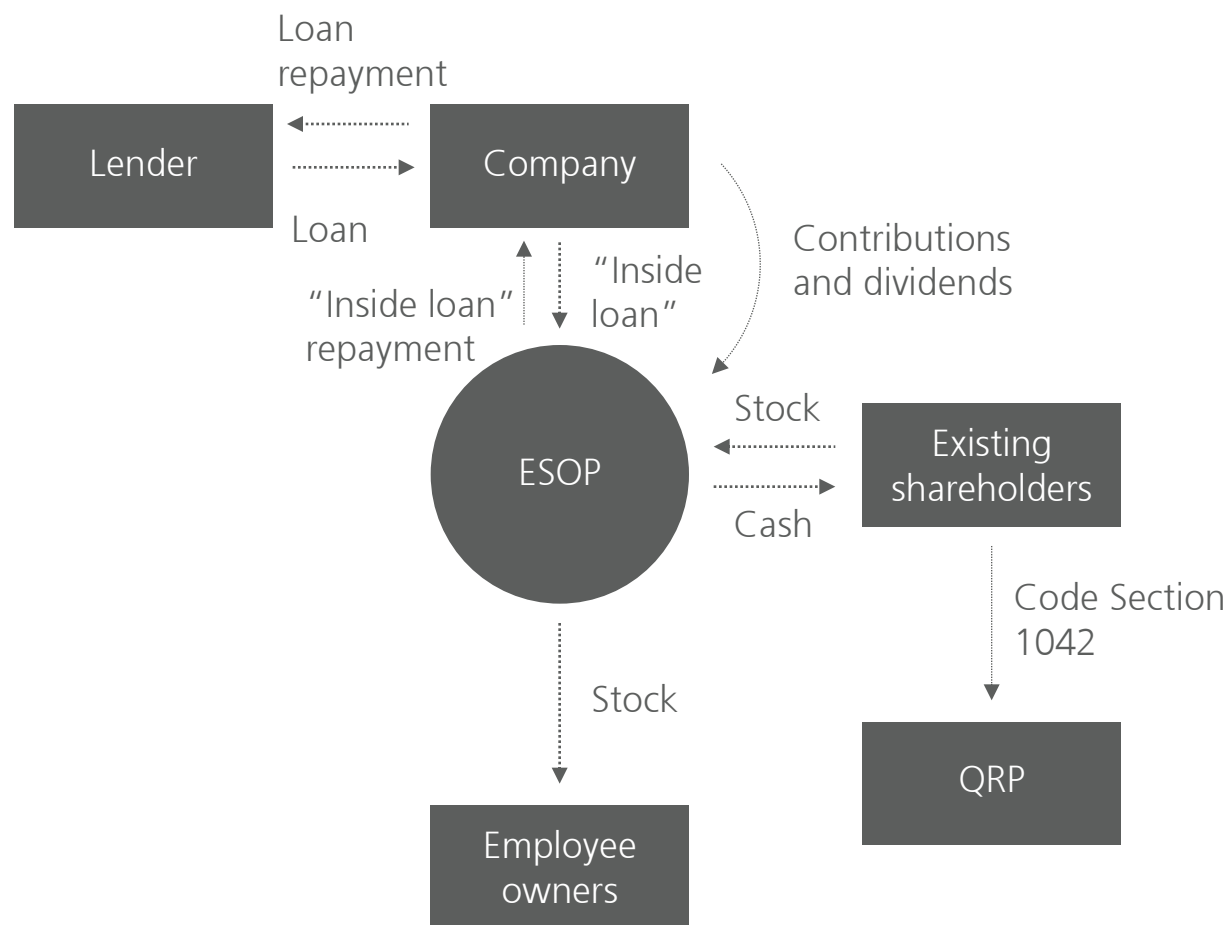 Loan
repayment
Lender
Company
Loan
“Inside
loan”
Contributions
and dividends
“Inside loan”
repayment
Stock
Existing
shareholders
ESOP
Cash
Code Section
1042
Stock
QRP
Employee
owners